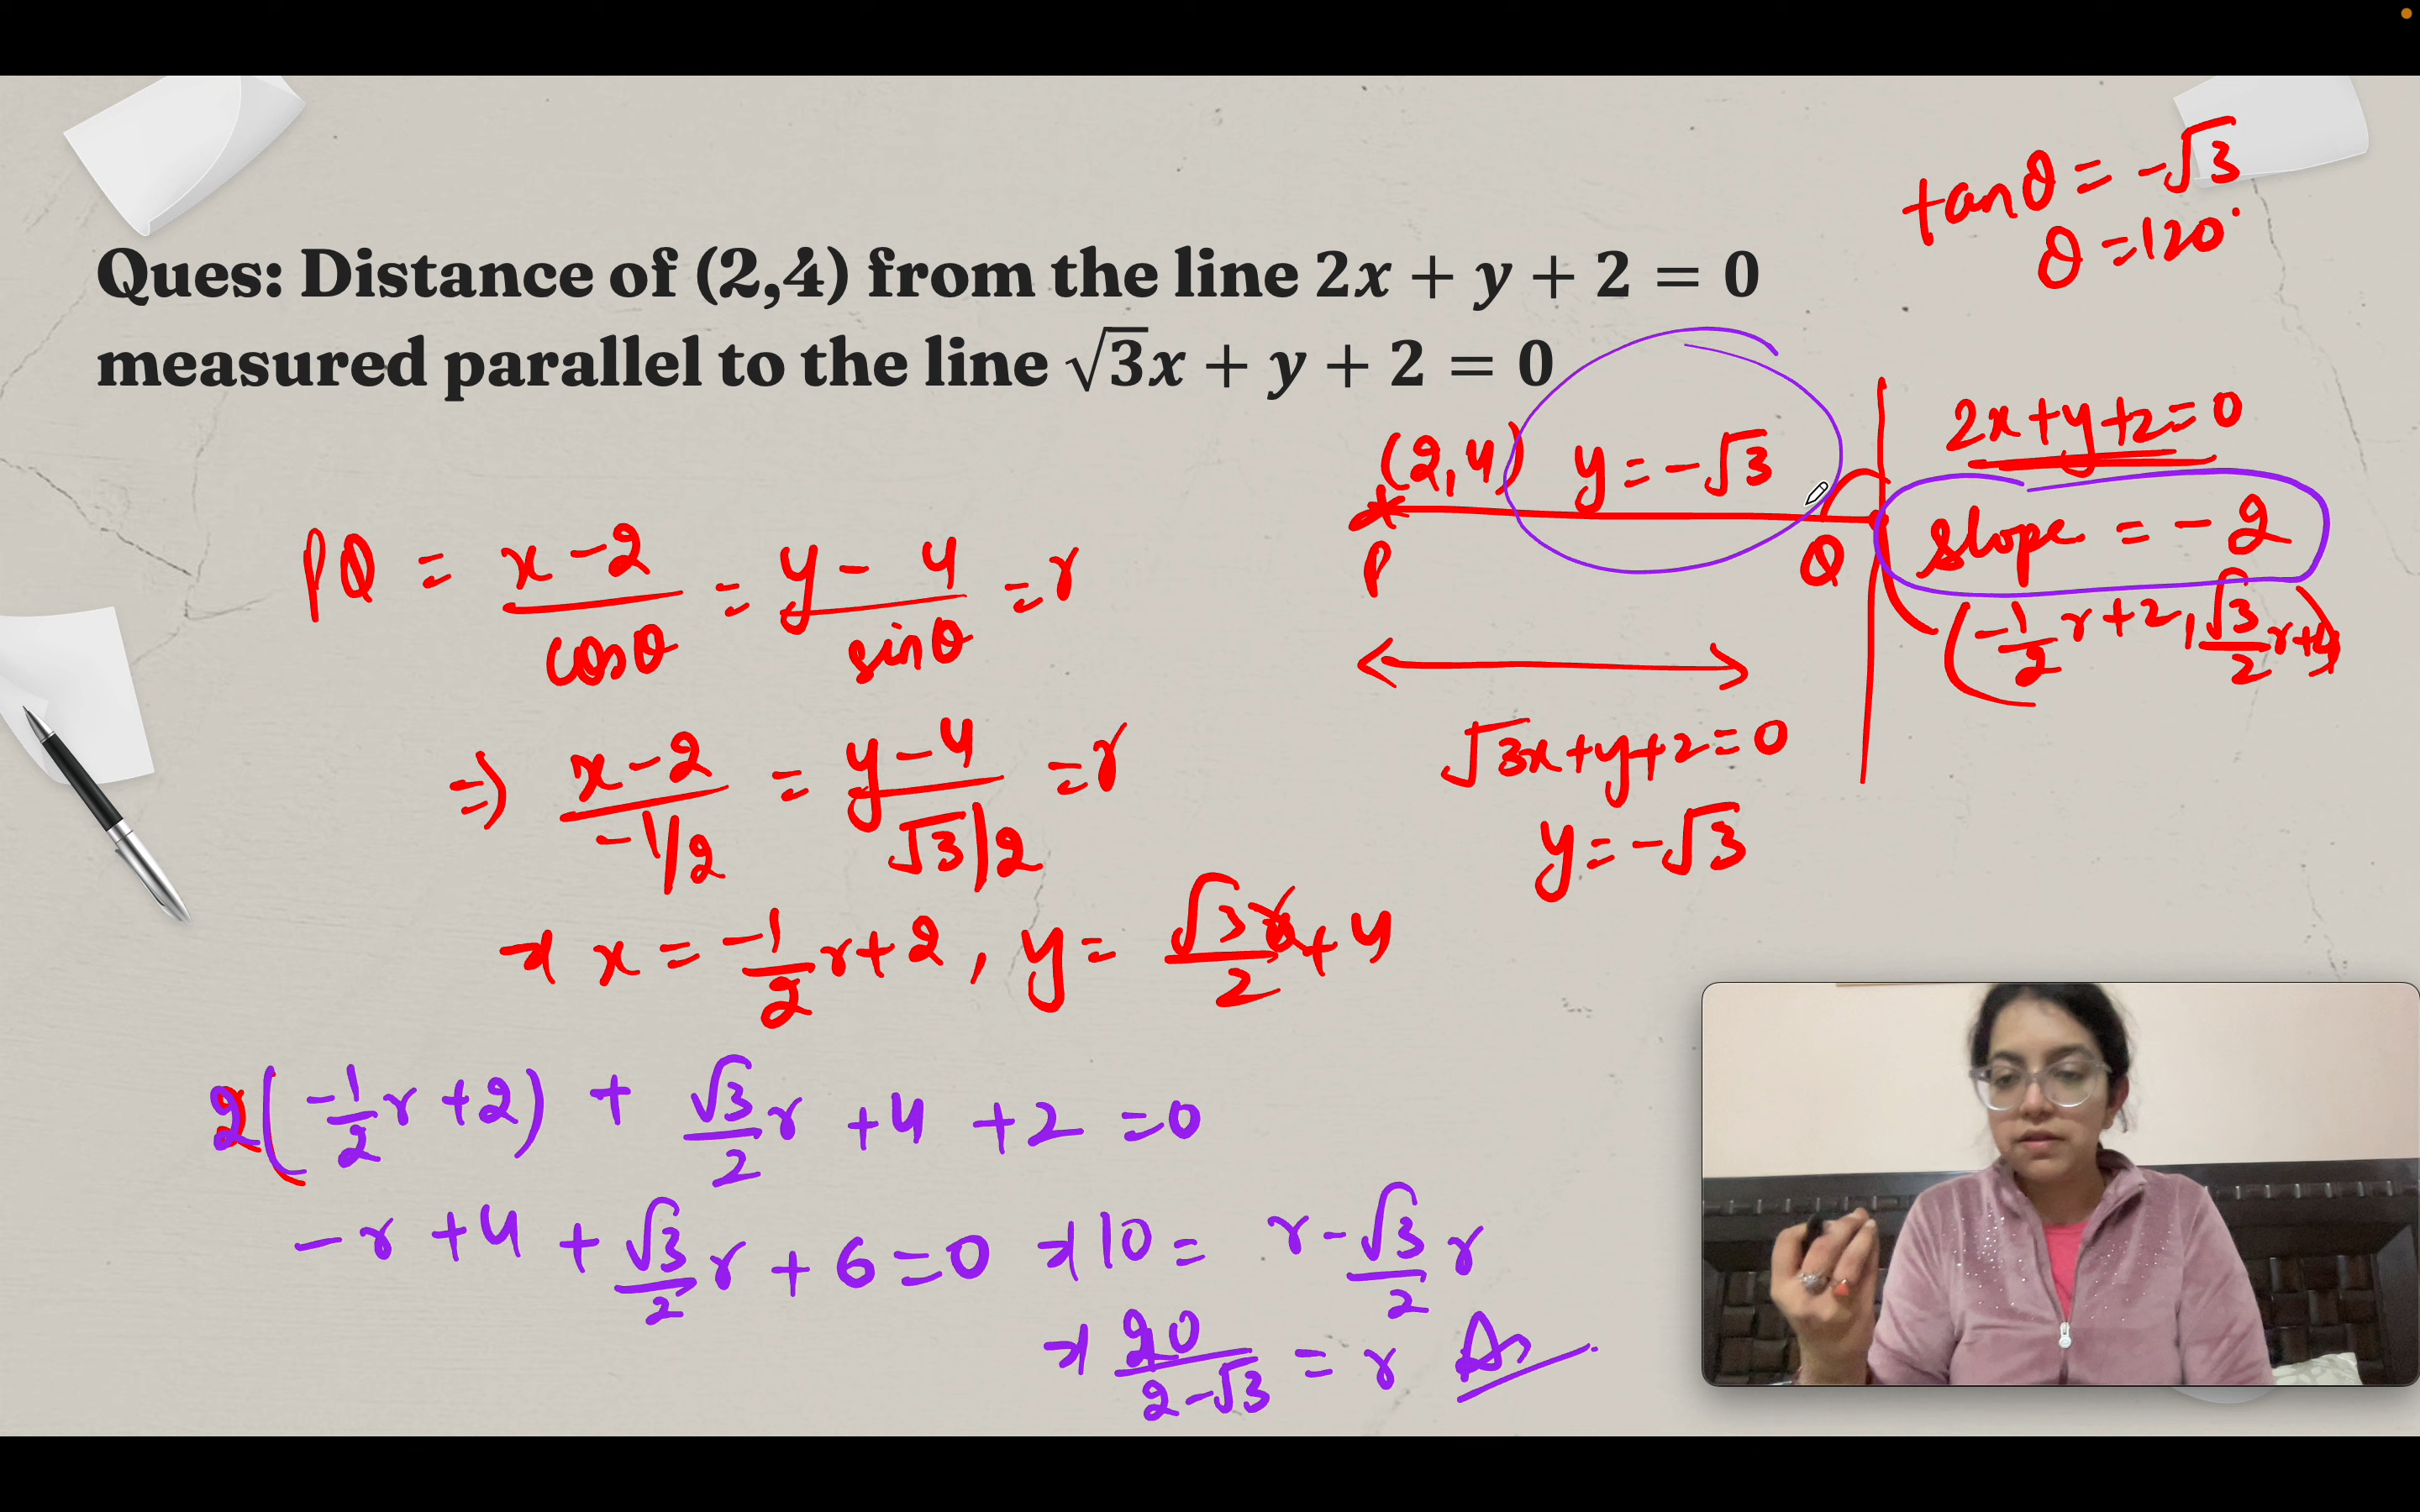 Ques: Distance of (2,4) from the line 2x + y + 2 = 0
measured parallel to the line √3x + y + 2 = 0
tanθ = -√3
θ = 120°
(2,4) y = -√3
2x+y+2=0
P Q
slope = -2
(-1/2 r+2, √3/2 r+4)
√3x+y+2=0
y = -√3
PQ = x-2/cosθ = y-4/sinθ = r
⇒ x-2/-1/2 = y-4/√3/2 = r
⇒ x = -1/2 r+2, y = √3r/2 + 4
2(-1/2 r +2) + √3/2 r +4 +2 =0
-r +4 + √3/2 r + 6 =0 ⇒ 10 = r - √3/2 r
⇒ 20/2-√3 = r As